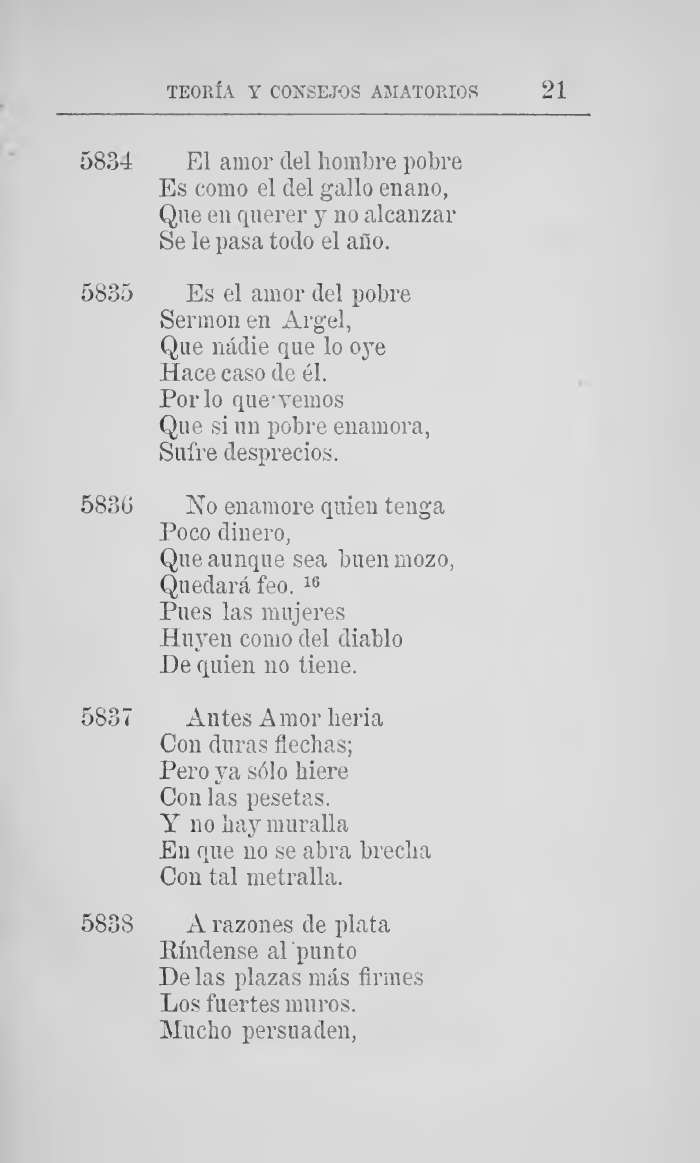 TEORÍA Y CONSEJOS AMATORIOS 21
5834 El amor del hombre pobre
Es como el del gallo enano,
Que en querer y no alcanzar
Se le pasa todo el año.
5835 Es el amor del pobre
Sermon en Argel,
Que nádie que lo oye
Hace caso de él.
Por lo que vemos
Que si un pobre enamora,
Sufre desprecios.
5836 No enamore quien tenga
Poco dinero,
Que aunque sea buen mozo,
Quedará feo. 16
Pues las mujeres
Huyen como del diablo
De quien no tiene.
5837 Antes Amor heria
Con duras flechas;
Pero ya sólo hiere
Con las pesetas.
Y no hay muralla
En que no se abra brecha
Con tal metralla.
5838 A razones de plata
Ríndense al punto
De las plazas más firmes
Los fuertes muros.
Mucho persuaden,